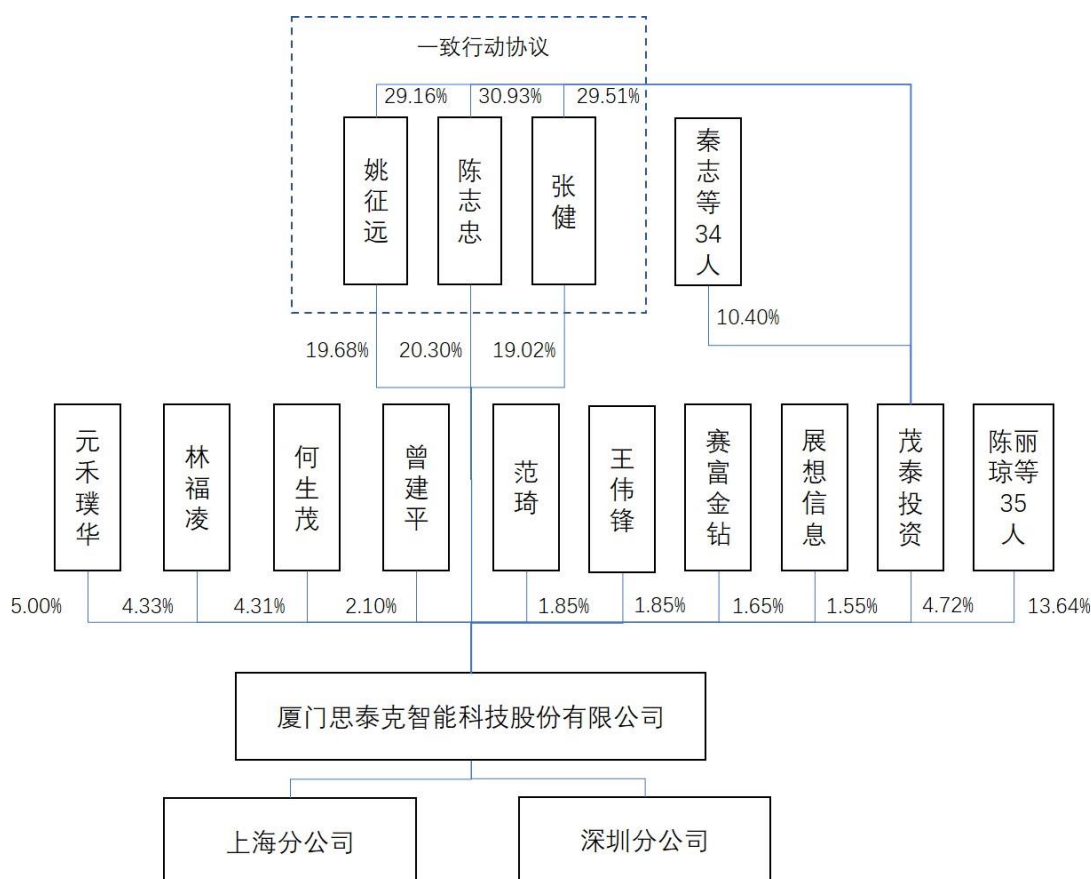 一致行动协议
29.16%
30.93%
29.51%
姚征远
陈志忠
张健
秦志等34人
10.40%
19.68%
20.30%
19.02%
元禾璞华
林福凌
何生茂
曾建平
范琦
王伟锋
赛富金钻
展想信息
茂泰投资
陈丽琼等35人
5.00%
4.33%
4.31%
2.10%
1.85%
1.85%
1.65%
1.55%
4.72%
13.64%
厦门思泰克智能科技股份有限公司
上海分公司
深圳分公司